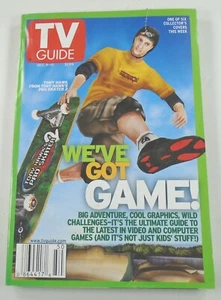 TV
GUIDE
ONE OF SIX
COLLECTOR'S
COVERS
THIS WEEK
TONY HAWK
FROM TONY HAWK'S
PRO SKATER 2
WE'VE
GOT
GAME!
BIG ADVENTURE, COOL GRAPHICS, WILD
CHALLENGES–IT'S THE ULTIMATE GUIDE TO
THE LATEST IN VIDEO AND COMPUTER
GAMES (AND IT'S NOT JUST KIDS' STUFF!)
www.tvguide.com
50